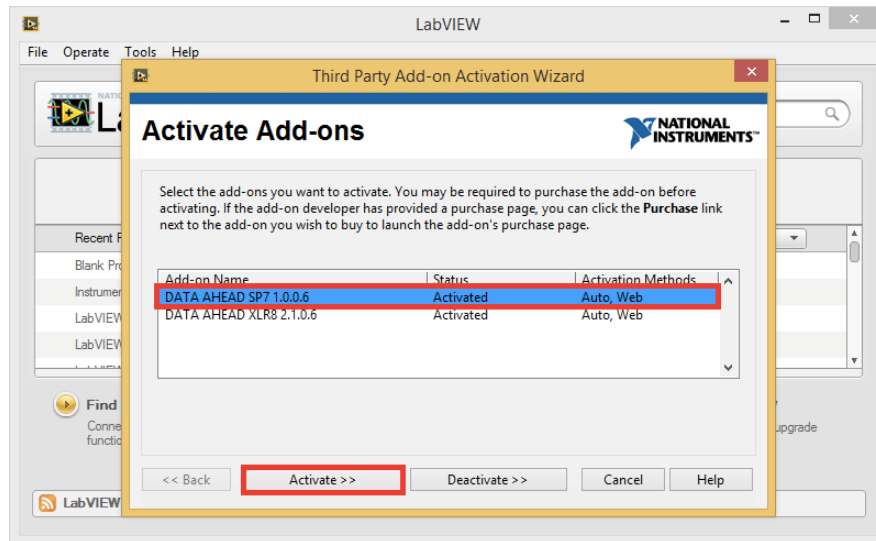 LabVIEW
File Operate Tools Help
Third Party Add-on Activation Wizard
Activate Add-ons
NATIONAL
INSTRUMENTS™
Select the add-ons you want to activate. You may be required to purchase the add-on before
activating. If the add-on developer has provided a purchase page, you can click the Purchase link
next to the add-on you wish to buy to launch the add-on's purchase page.
Add-on Name Status Activation Methods
DATA AHEAD SP7 1.0.0.6 Activated Auto, Web
DATA AHEAD XLR8 2.1.0.6 Activated Auto, Web
Recent
Blank
LabVIEW
LabVIEW
Find
upgrade
<< Back Activate >> Deactivate >> Cancel Help
LabVIEW